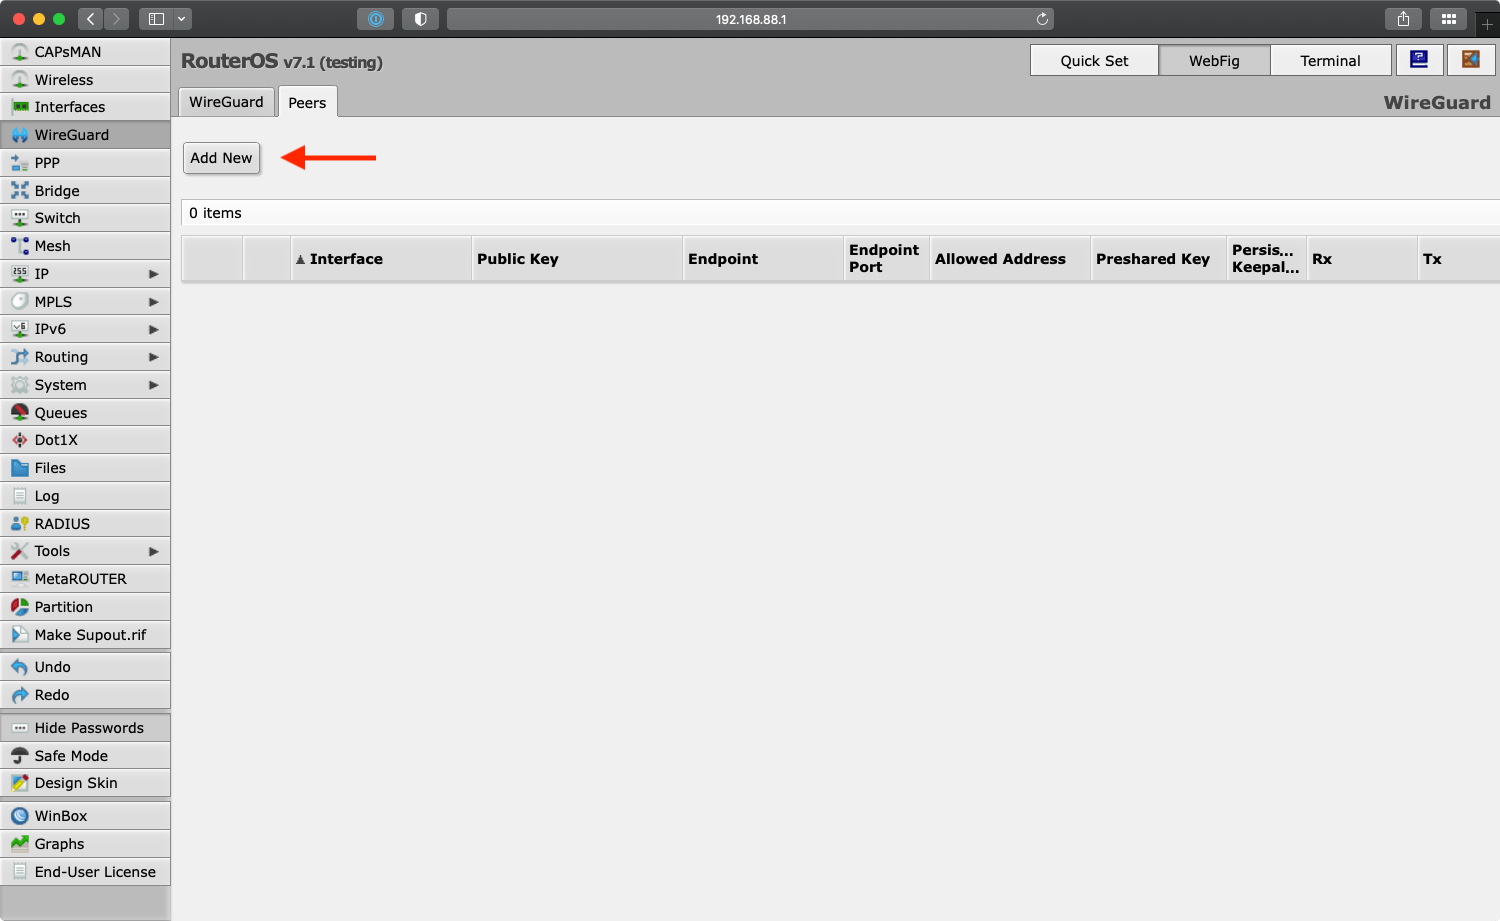 192.168.88.1
CAPsMAN
Wireless
Interfaces
WireGuard
PPP
Bridge
Switch
Mesh
IP
MPLS
IPv6
Routing
System
Queues
Dot1X
Files
Log
RADIUS
Tools
MetaROUTER
Partition
Make Supout.rif
Undo
Redo
Hide Passwords
Safe Mode
Design Skin
WinBox
Graphs
End-User License
RouterOS v7.1 (testing)
Quick Set
WebFig
Terminal
WireGuard
Peers
WireGuard
Add New
0 items
Interface
Public Key
Endpoint
Endpoint
Port
Allowed Address
Preshared Key
Persis...
Keepal...
Rx
Tx